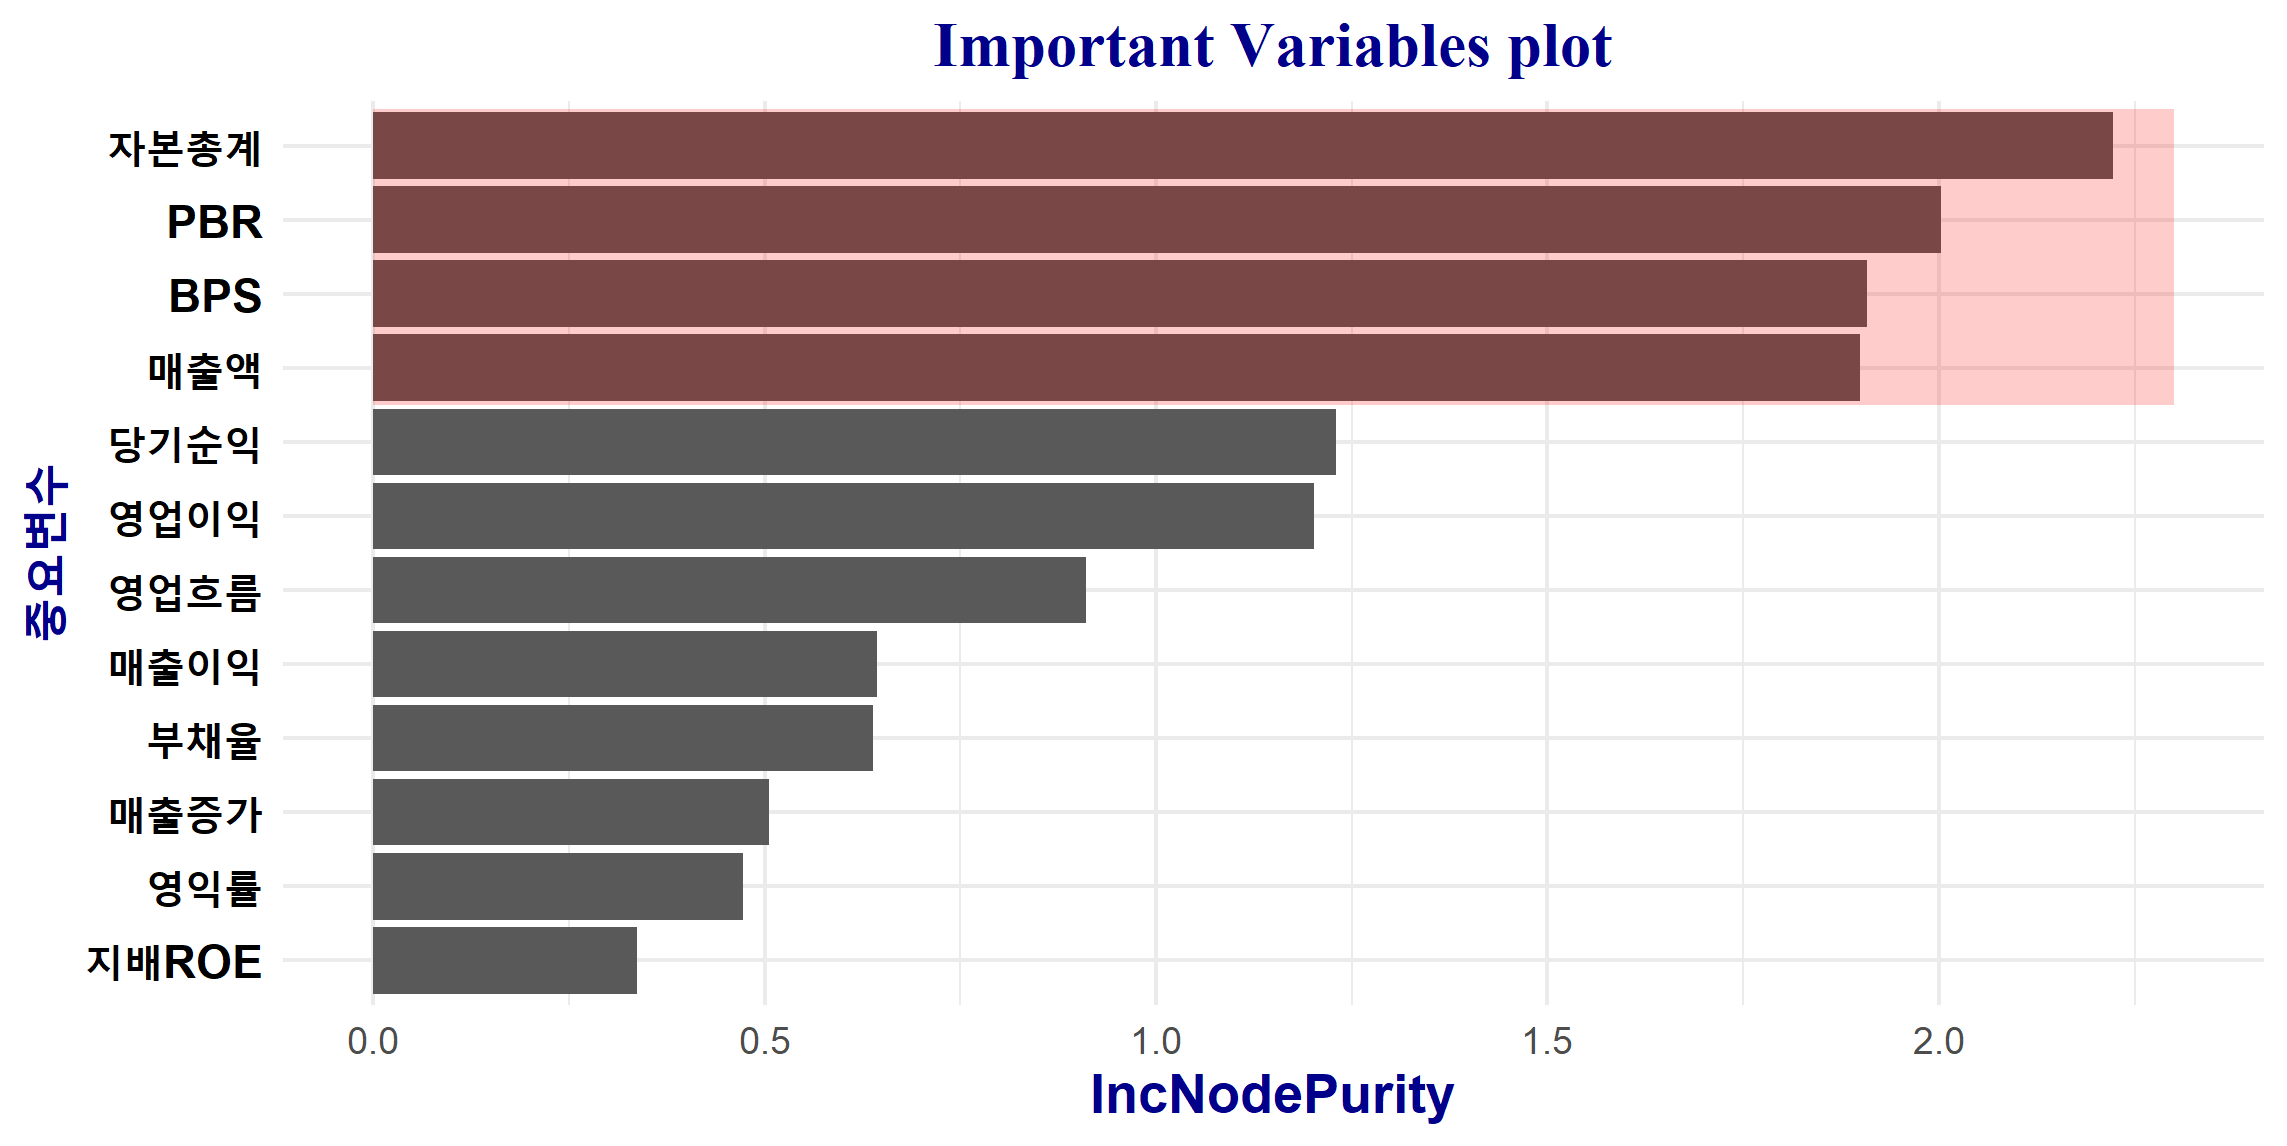 Important Variables plot
자본총계
PBR
BPS
매출액
당기순익
영업이익
영업흐름
매출이익
부채율
매출증가
영익률
지배ROE
중요변수
0.0 0.5 1.0 1.5 2.0
IncNodePurity